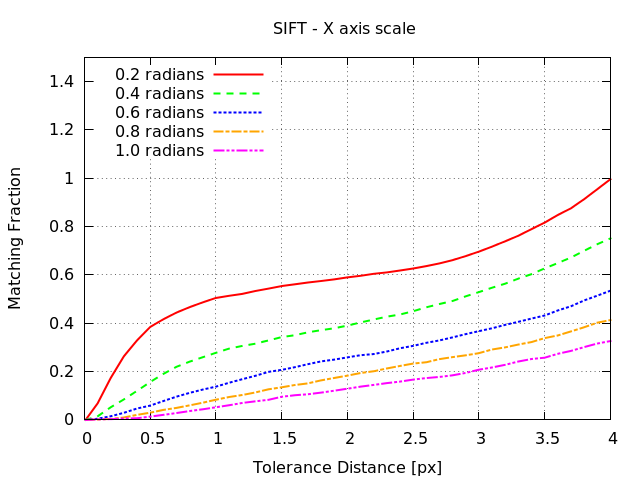 SIFT - X axis scale
0.2 radians
0.4 radians
0.6 radians
0.8 radians
1.0 radians
1.4
1.2
1
0.8
0.6
0.4
0.2
0
Matching Fraction
0 0.5 1 1.5 2 2.5 3 3.5 4
Tolerance Distance [px]